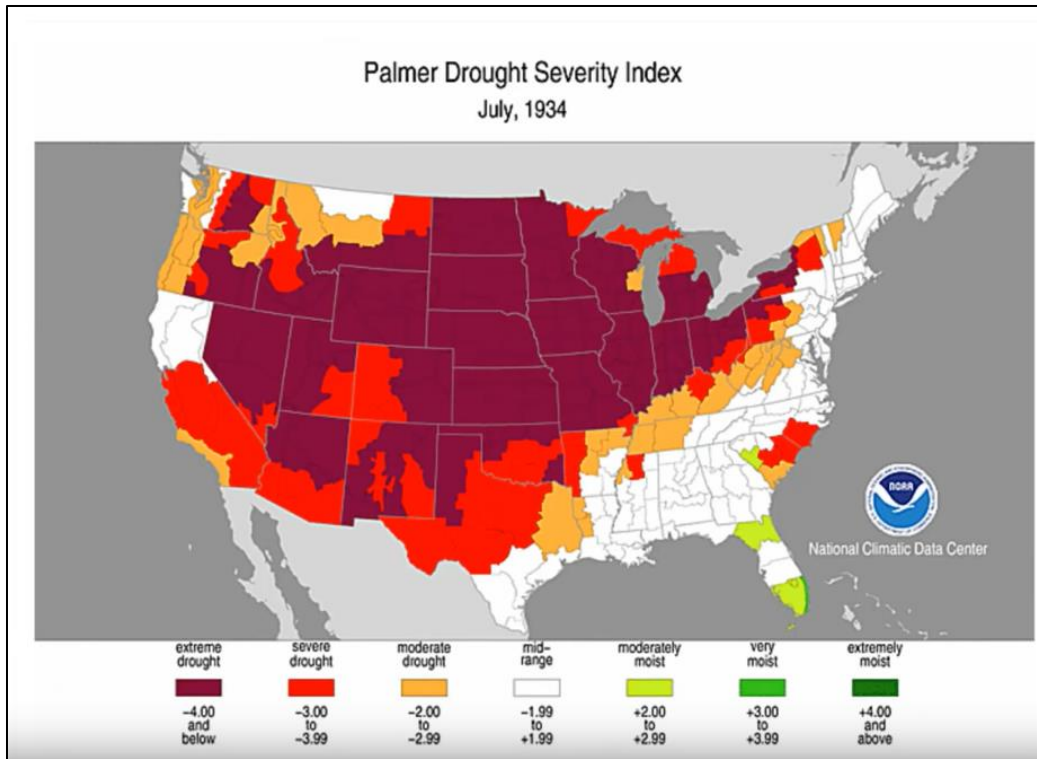 Palmer Drought Severity Index
July, 1934
NOAA
National Climatic Data Center
extreme drought
severe drought
moderate drought
mid-range
moderately moist
very moist
extremely moist
−4.00 and below
−3.00 to −3.99
−2.00 to −2.99
−1.99 to +1.99
+2.00 to +2.99
+3.00 to +3.99
+4.00 and above